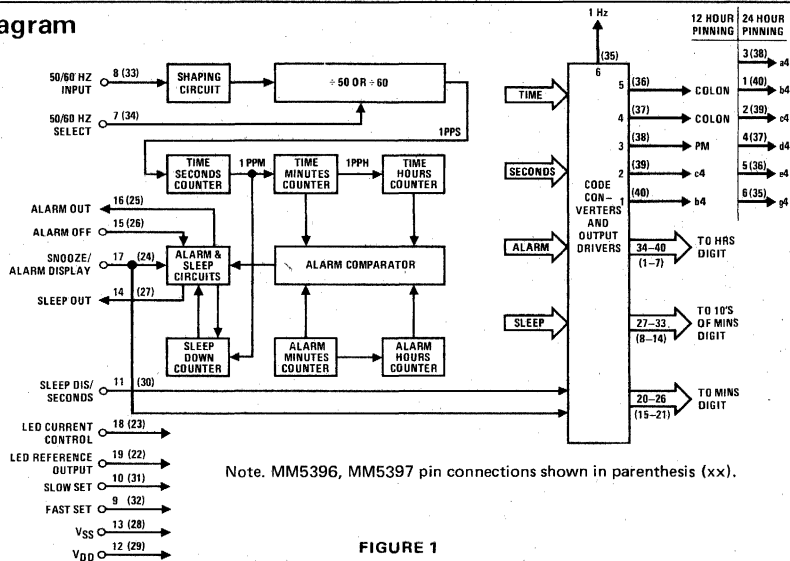 agram
1 Hz
12 HOUR PINNING
24 HOUR PINNING
50/60 HZ INPUT
8 (33)
SHAPING CIRCUIT
÷50 OR ÷60
50/60 HZ SELECT
7 (34)
1PPS
TIME SECONDS COUNTER
1 PPM
TIME MINUTES COUNTER
1PPH
TIME HOURS COUNTER
ALARM OUT
16 (25)
ALARM OFF
15 (26)
SNOOZE/ ALARM DISPLAY
17 (24)
ALARM & SLEEP CIRCUITS
ALARM COMPARATOR
SLEEP OUT
14 (27)
SLEEP DOWN COUNTER
ALARM MINUTES COUNTER
ALARM HOURS COUNTER
SLEEP DIS/ SECONDS
11 (30)
LED CURRENT CONTROL
18 (23)
LED REFERENCE OUTPUT
19 (22)
SLOW SET
10 (31)
FAST SET
9 (32)
VSS
13 (28)
VDD
12 (29)
TIME
SECONDS
ALARM
SLEEP
CODE CON- VERTERS AND OUTPUT DRIVERS
(35)
6
5 (36) COLON
4 (37) COLON
3 (38) PM
2 (39) c4
1 (40) b4
3 (38) a4
1 (40) b4
2 (39) c4
4 (37) d4
5 (36) e4
6 (35) g4
34–40
(1–7)
TO HRS DIGIT
27–33
(8–14)
TO 10'S OF MINS DIGIT
20–26
(15–21)
TO MINS DIGIT
Note. MM5396, MM5397 pin connections shown in parenthesis (xx).
FIGURE 1